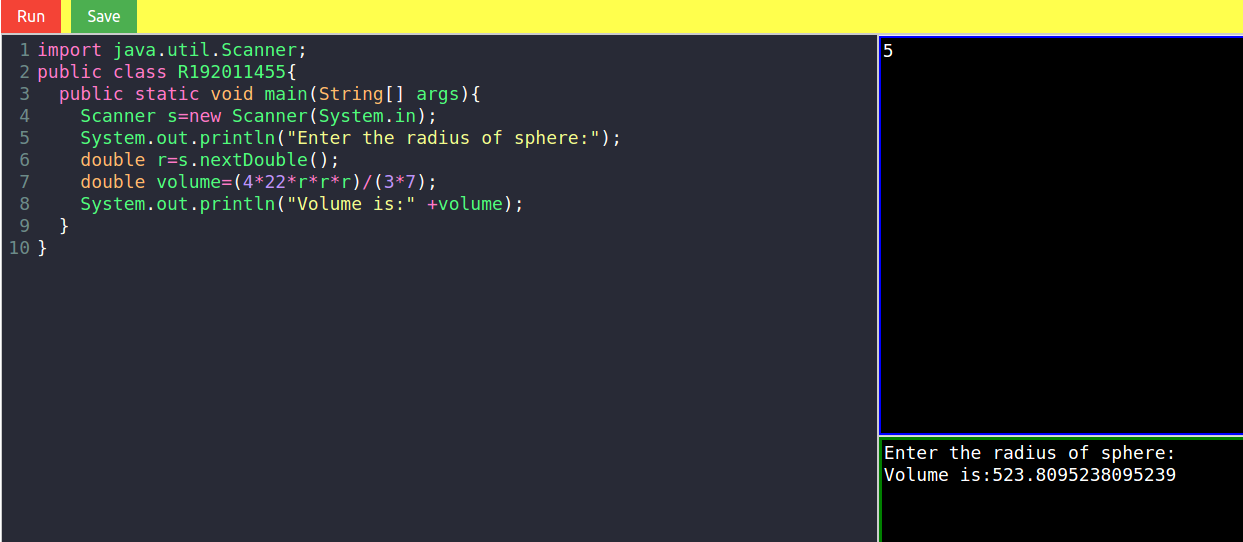 Run Save
1 import java.util.Scanner;
2 public class R192011455{
3   public static void main(String[] args){
4     Scanner s=new Scanner(System.in);
5     System.out.println("Enter the radius of sphere:");
6     double r=s.nextDouble();
7     double volume=(4*22*r*r*r)/(3*7);
8     System.out.println("Volume is:" +volume);
9   }
10 }
5
Enter the radius of sphere:
Volume is:523.8095238095239